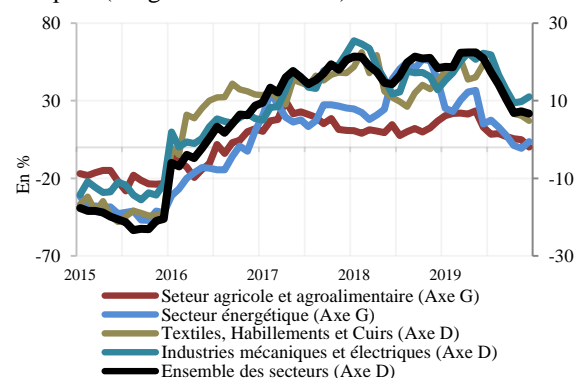 80
30
30
10
-20
-10
-70
-30
En %
2015
2016
2017
2018
2019
Seteur agricole et agroalimentaire (Axe G)
Secteur énergétique (Axe G)
Textiles, Habillements et Cuirs (Axe D)
Industries mécaniques et électriques (Axe D)
Ensemble des secteurs (Axe D)